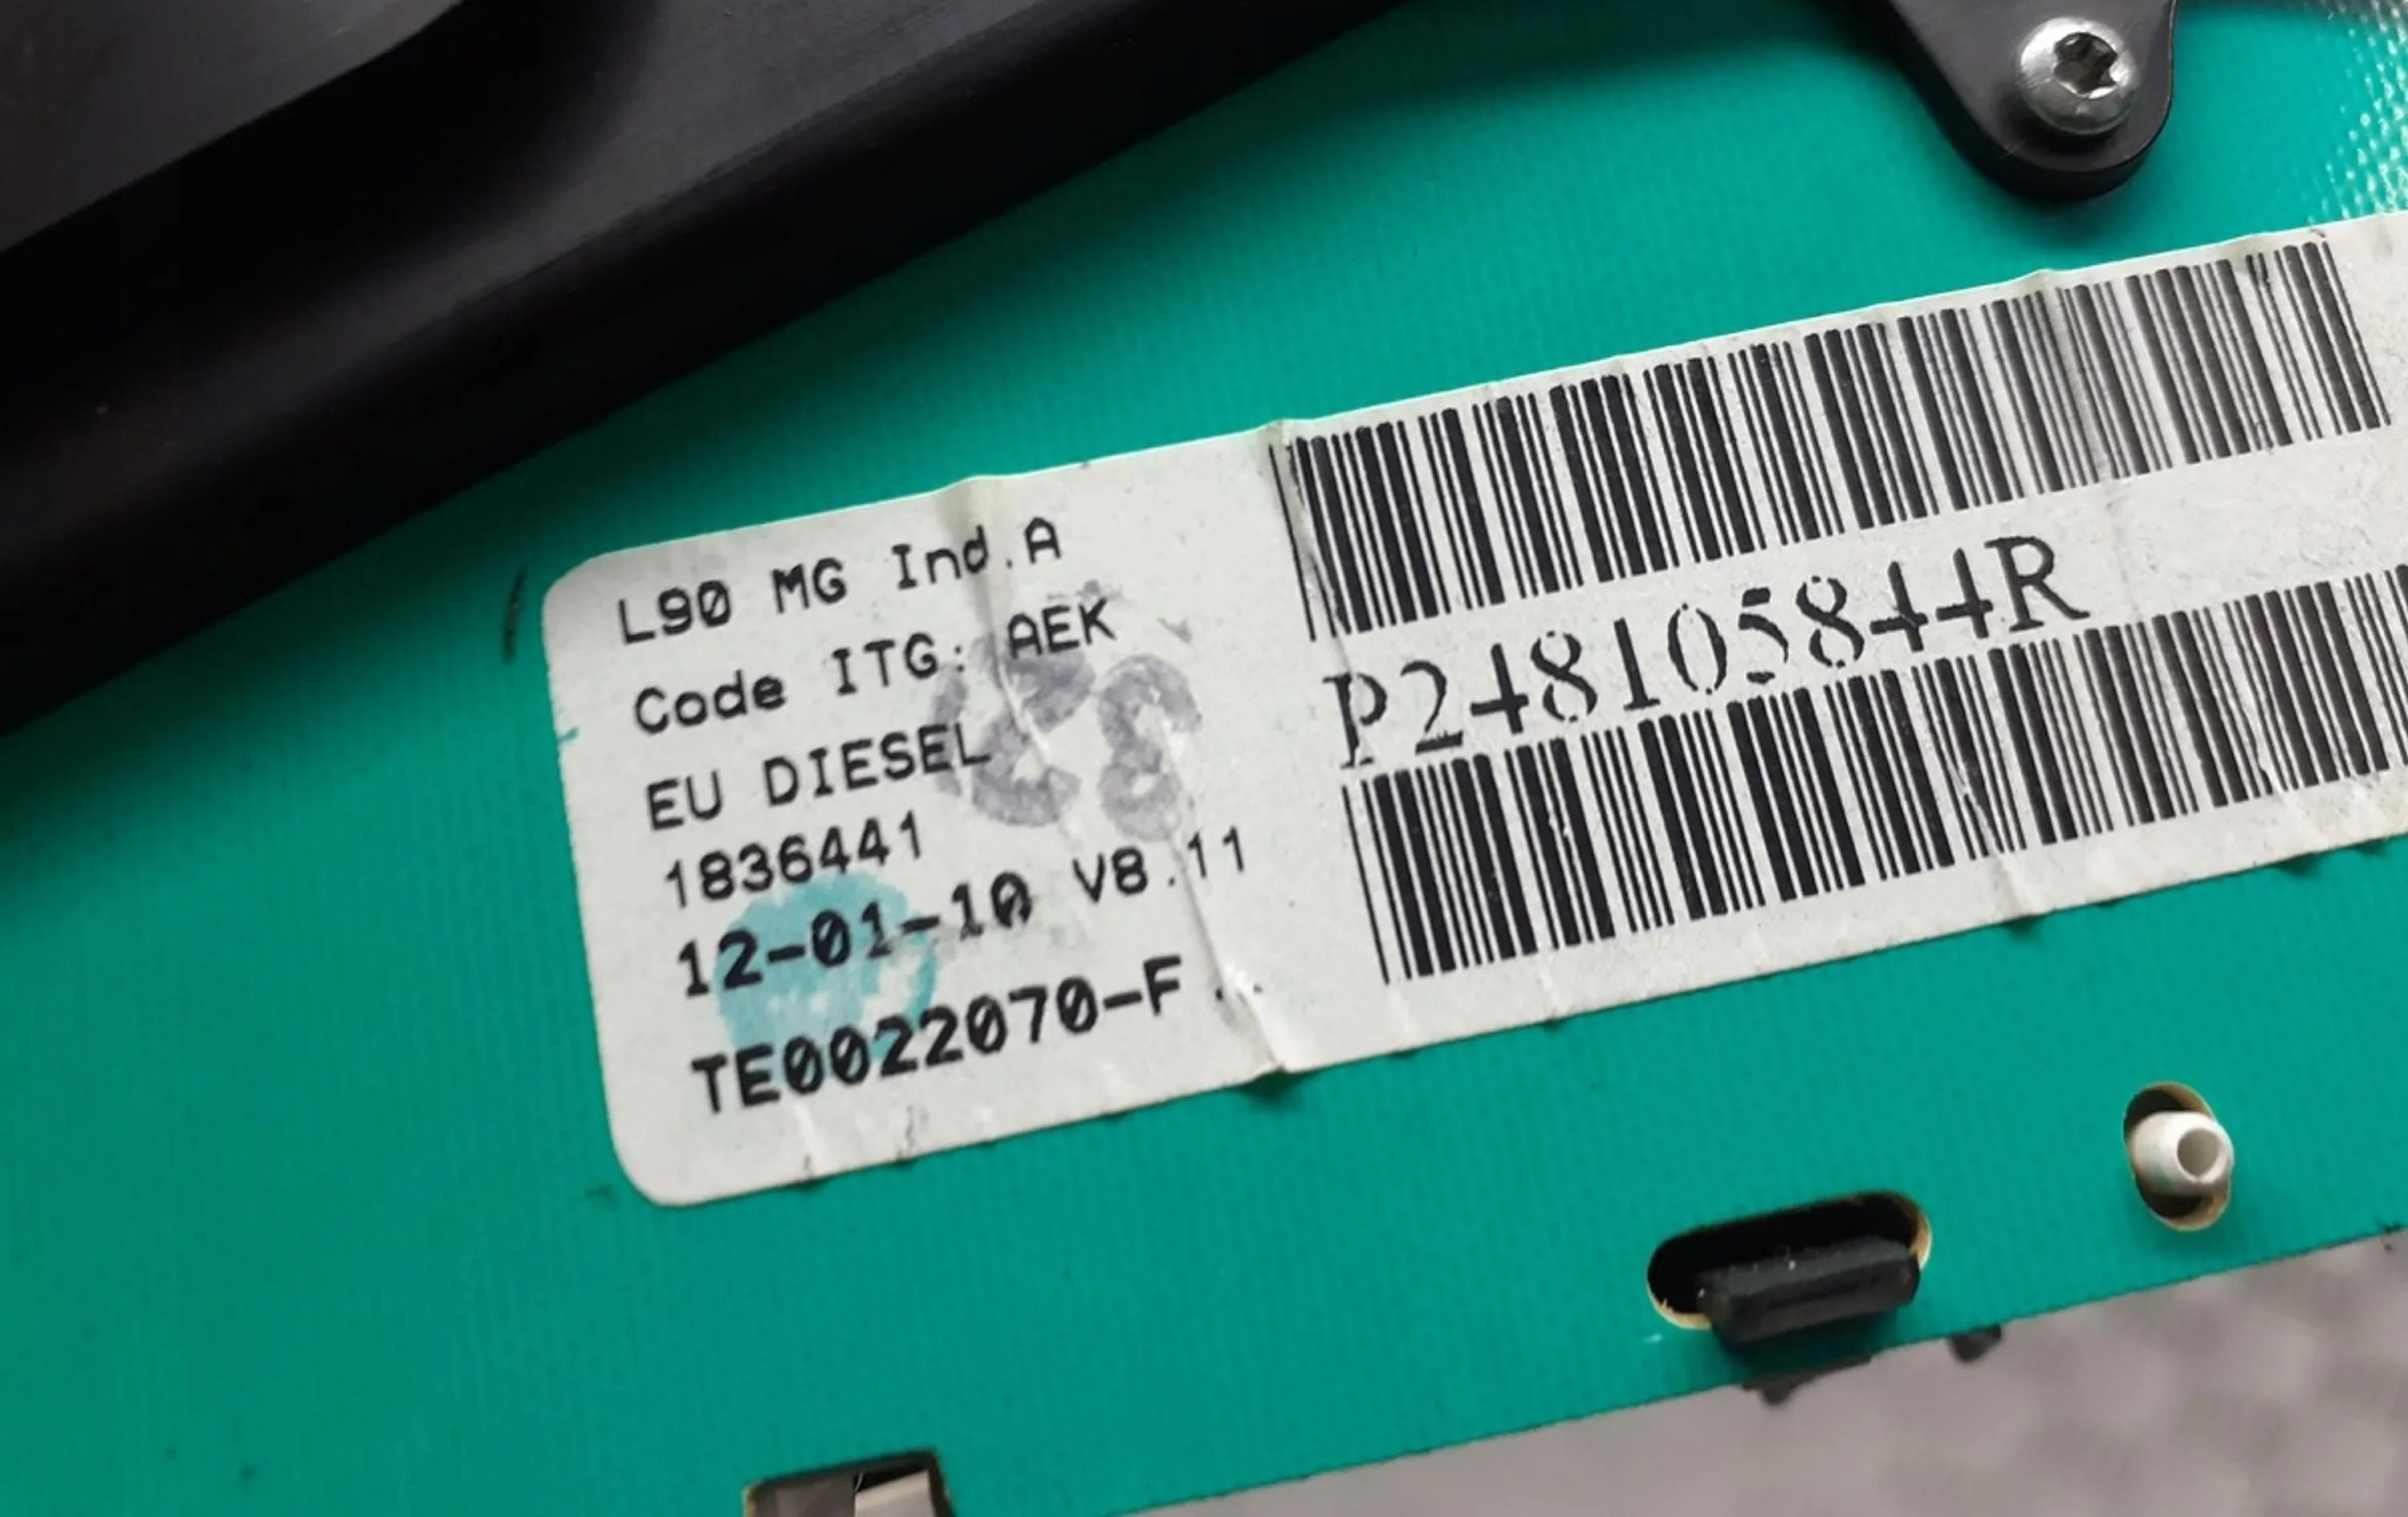 L90 MG Ind.A
Code ITG: AEK
EU DIESEL
1836441
12-01-10 V8.11
TE0022070-F
P248105844R